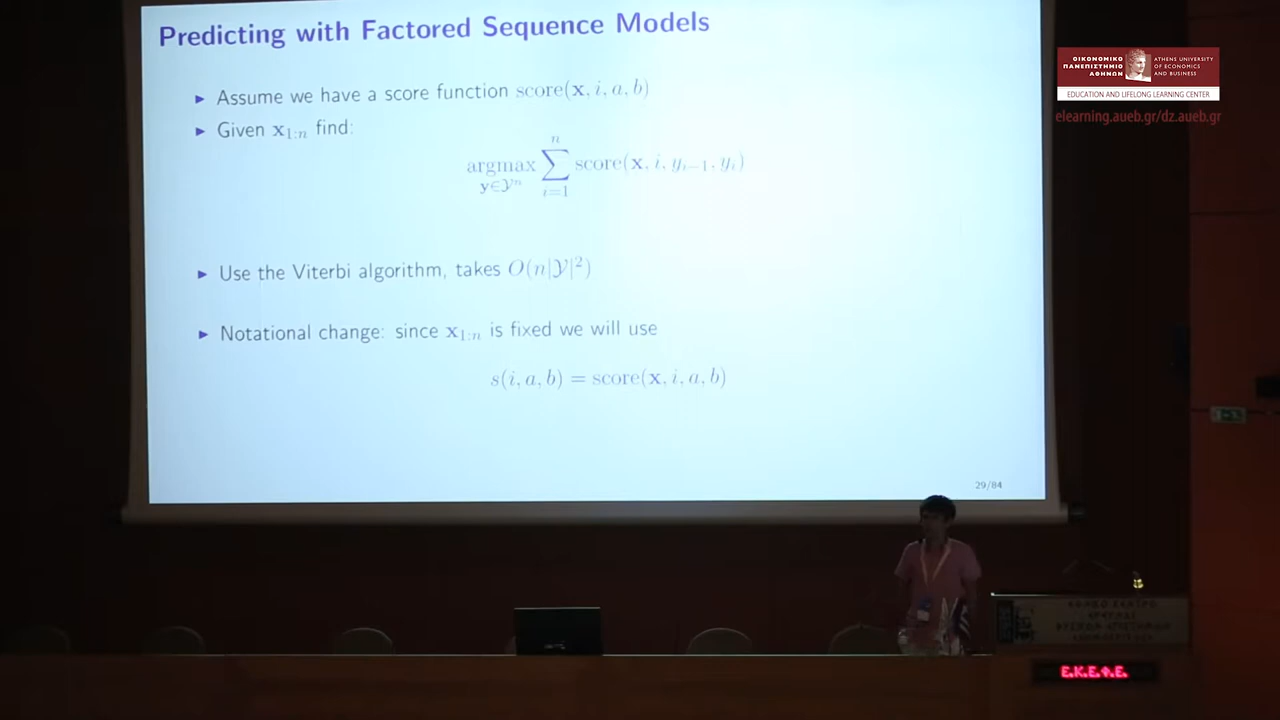 Predicting with Factored Sequence Models
▶ Assume we have a score function score(x, i, a, b)
▶ Given x₁:ₙ find:
argmax y∈𝒴ⁿ ∑ i=1 n score(x, i, yᵢ₋₁, yᵢ)
▶ Use the Viterbi algorithm, takes O(n|𝒴|²)
▶ Notational change: since x₁:ₙ is fixed we will use
s(i, a, b) = score(x, i, a, b)
29/84
ΟΙΚΟΝΟΜΙΚΟ
ΠΑΝΕΠΙΣΤΗΜΙΟ
ΑΘΗΝΩΝ
ATHENS UNIVERSITY
OF ECONOMICS
AND BUSINESS
EDUCATION AND LIFELONG LEARNING CENTER
elearning.aueb.gr/dz.aueb.gr
Ε.Κ.Ε.Φ.Ε.